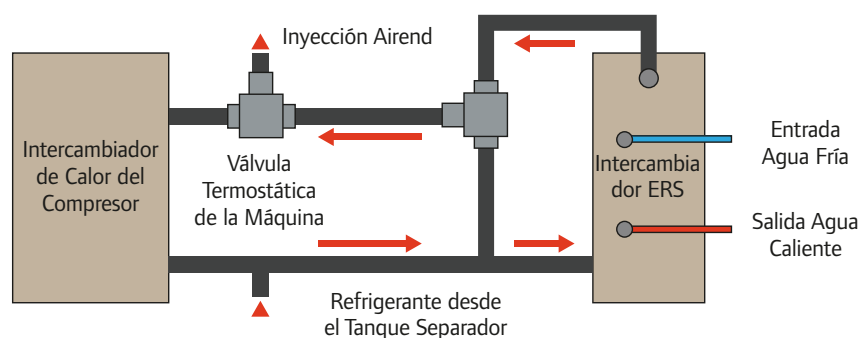 Inyección Airend
Intercambiador
de Calor del
Compresor
Válvula
Termostática
de la Máquina
Intercambia
dor ERS
Entrada
Agua Fría
Salida Agua
Caliente
Refrigerante desde
el Tanque Separador